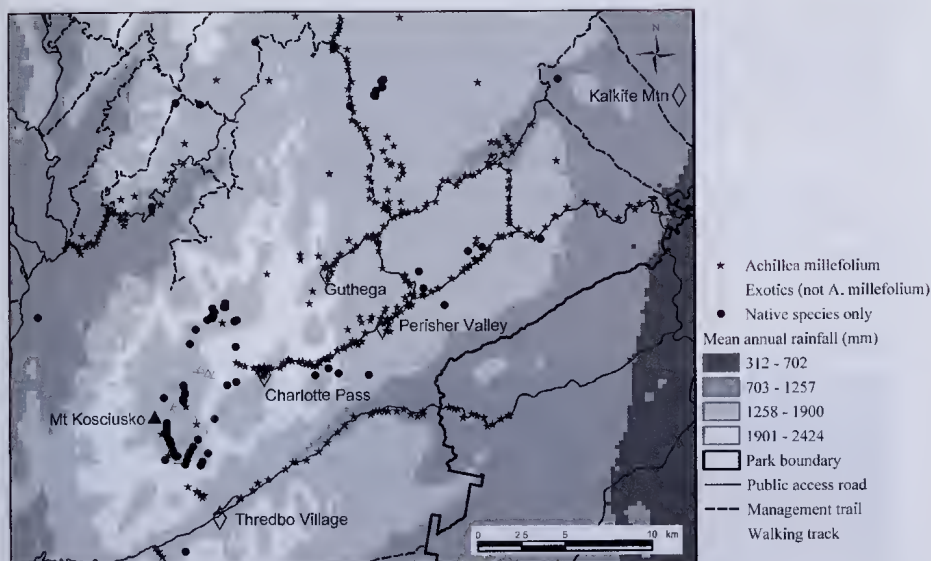 N
Kalkite Mtn
Guthega
Perisher Valley
Charlotte Pass
Mt Kosciusko
Thredbo Village
0 2.5 5 10 km
Achillea millefolium
Exotics (not A. millefolium)
Native species only
Mean annual rainfall (mm)
312 - 702
703 - 1257
1258 - 1900
1901 - 2424
Park boundary
Public access road
Management trail
Walking track